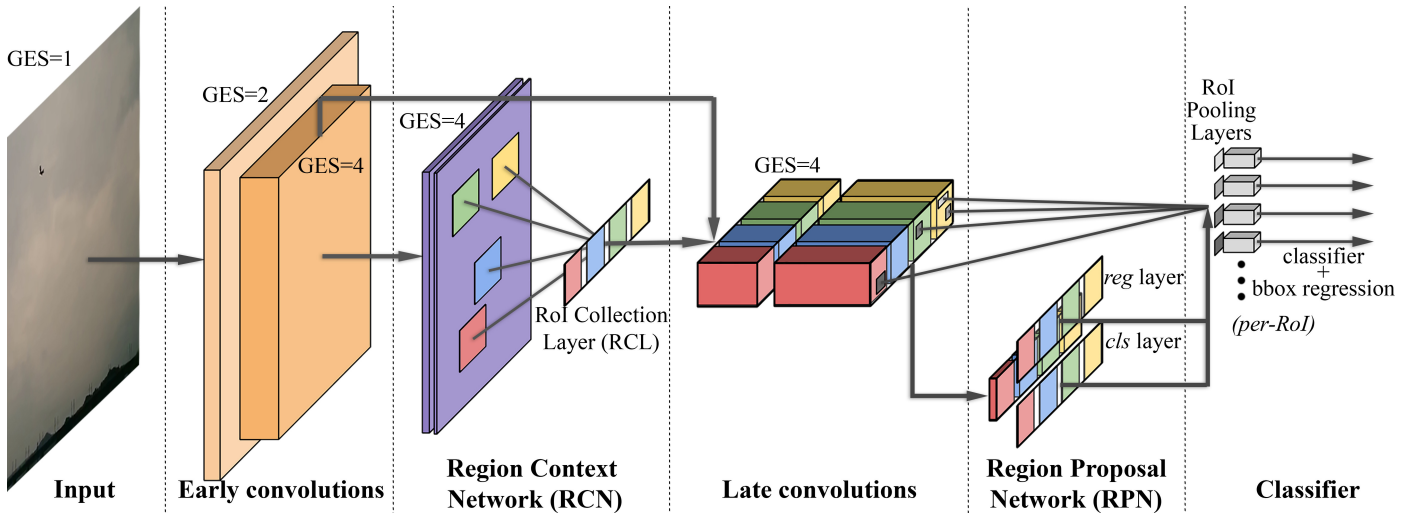 GES=1
GES=2
GES=4
GES=4
RoI Collection
Layer (RCL)
GES=4
reg layer
cls layer
RoI
Pooling
Layers
classifier
+
bbox regression
(per-RoI)
Input
Early convolutions
Region Context
Network (RCN)
Late convolutions
Region Proposal
Network (RPN)
Classifier